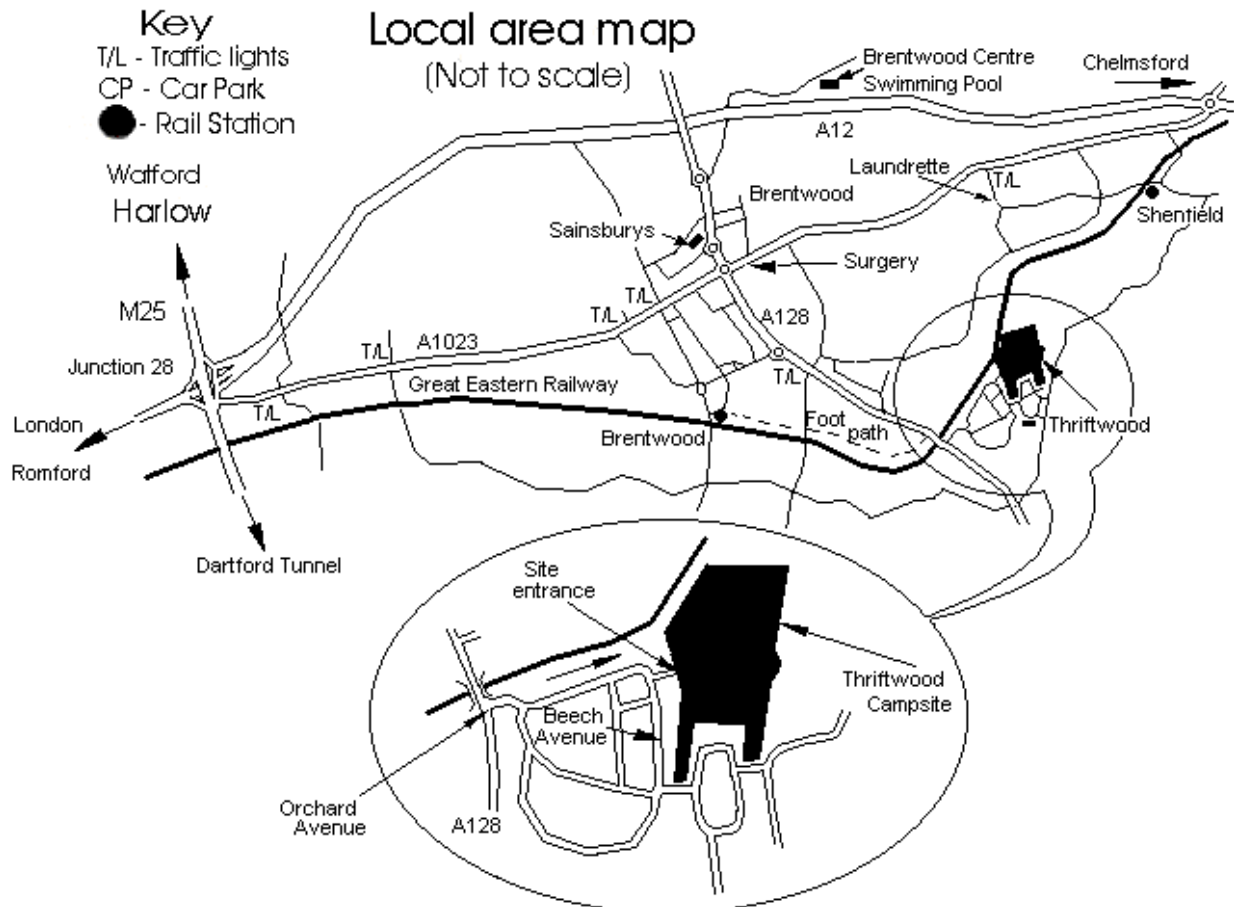 Key
T/L - Traffic lights
CP - Car Park
- Rail Station
Local area map
(Not to scale)
Brentwood Centre
Swimming Pool
Chelmsford
A12
Watford
Harlow
Laundrette
T/L
Brentwood
Shenfield
Sainsburys
Surgery
M25
T/L
T/L
A128
Junction 28
T/L
A1023
T/L
Great Eastern Railway
T/L
London
Brentwood
Foot
path
Thriftwood
Romford
Dartford Tunnel
Site
entrance
Thriftwood
Campsite
Beech
Avenue
Orchard
Avenue
A128